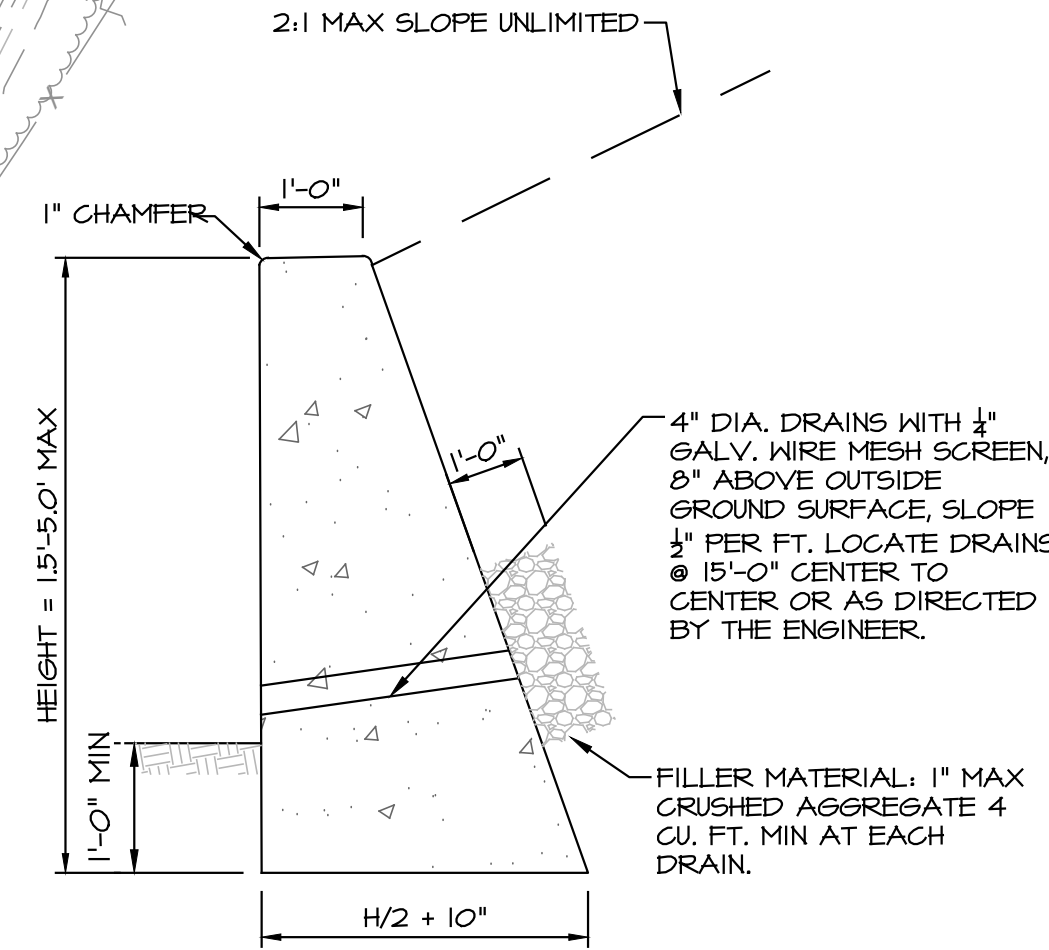 2:1 MAX SLOPE UNLIMITED
1'-0"
1" CHAMFER
HEIGHT = 1.5'-5.0' MAX
1'-0"
4" DIA. DRAINS WITH ¼"
GALV. WIRE MESH SCREEN,
8" ABOVE OUTSIDE
GROUND SURFACE, SLOPE
½" PER FT. LOCATE DRAINS
@ 15'-0" CENTER TO
CENTER OR AS DIRECTED
BY THE ENGINEER.
1'-0" MIN
FILLER MATERIAL: 1" MAX
CRUSHED AGGREGATE 4
CU. FT. MIN AT EACH
DRAIN.
H/2 + 10"